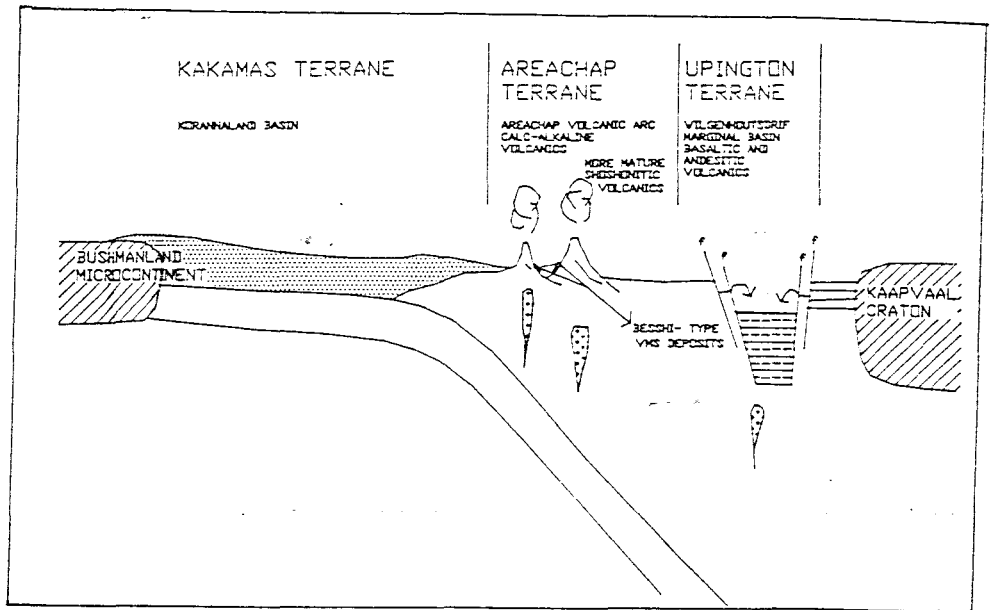 KAKAMAS TERRANE
KORANNALAND BASIN
AREACHAP
TERRANE
AREACHAP VOLCANIC ARC
CALC-ALKALINE
VOLCANICS
MORE MATURE
SHOSHONITIC
VOLCANICS
UPINGTON
TERRANE
WILGENHOUTSDRIF
MARGINAL BASIN
BASALTIC AND
ANDESITIC
VOLCANICS
f
f
f
f
BUSHMANLAND
MICROCONTINENT
BESSHI- TYPE
VMS DEPOSITS
KAAPVAAL
CRATON